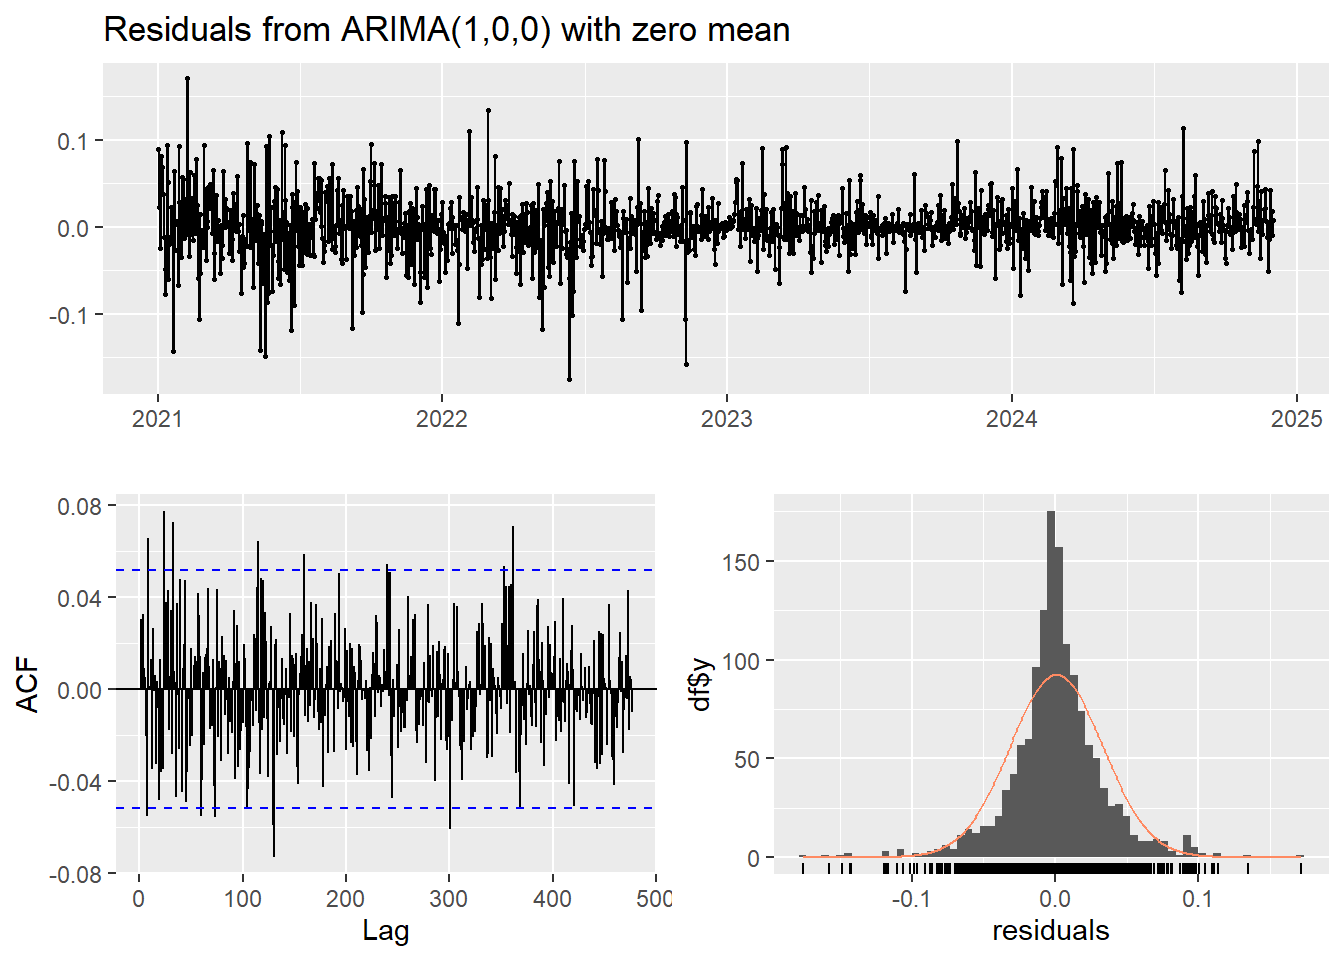 Residuals from ARIMA(1,0,0) with zero mean
0.1
0.0
-0.1
2021 2022 2023 2024 2025
0.08
0.04
0.00
-0.04
-0.08
ACF
0 100 200 300 400 500
Lag
150
100
50
0
df$y
-0.1 0.0 0.1
residuals